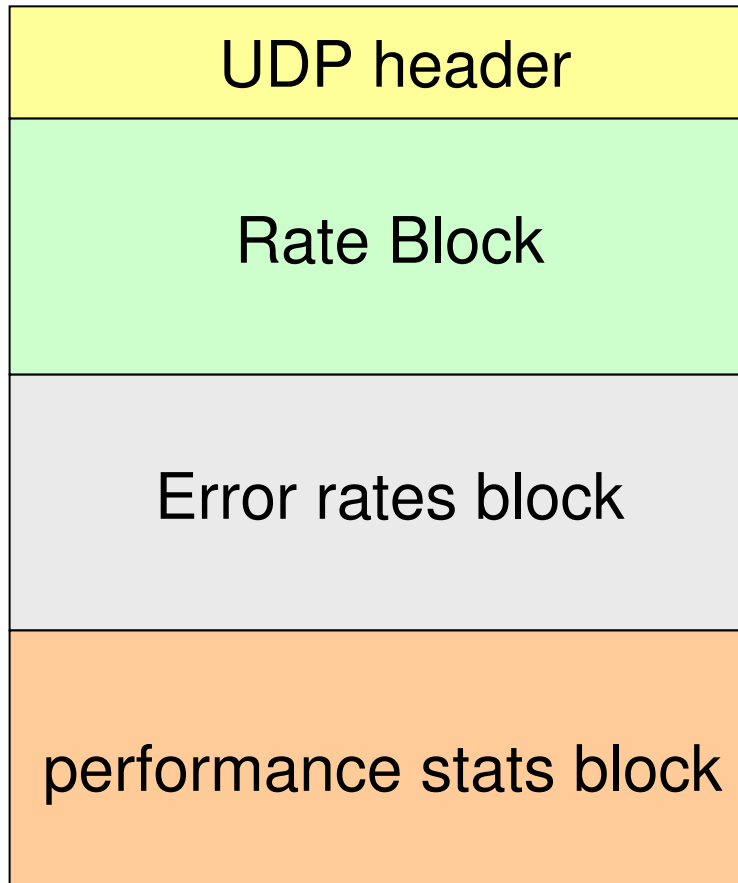 UDP header
Rate Block
Error rates block
performance stats block